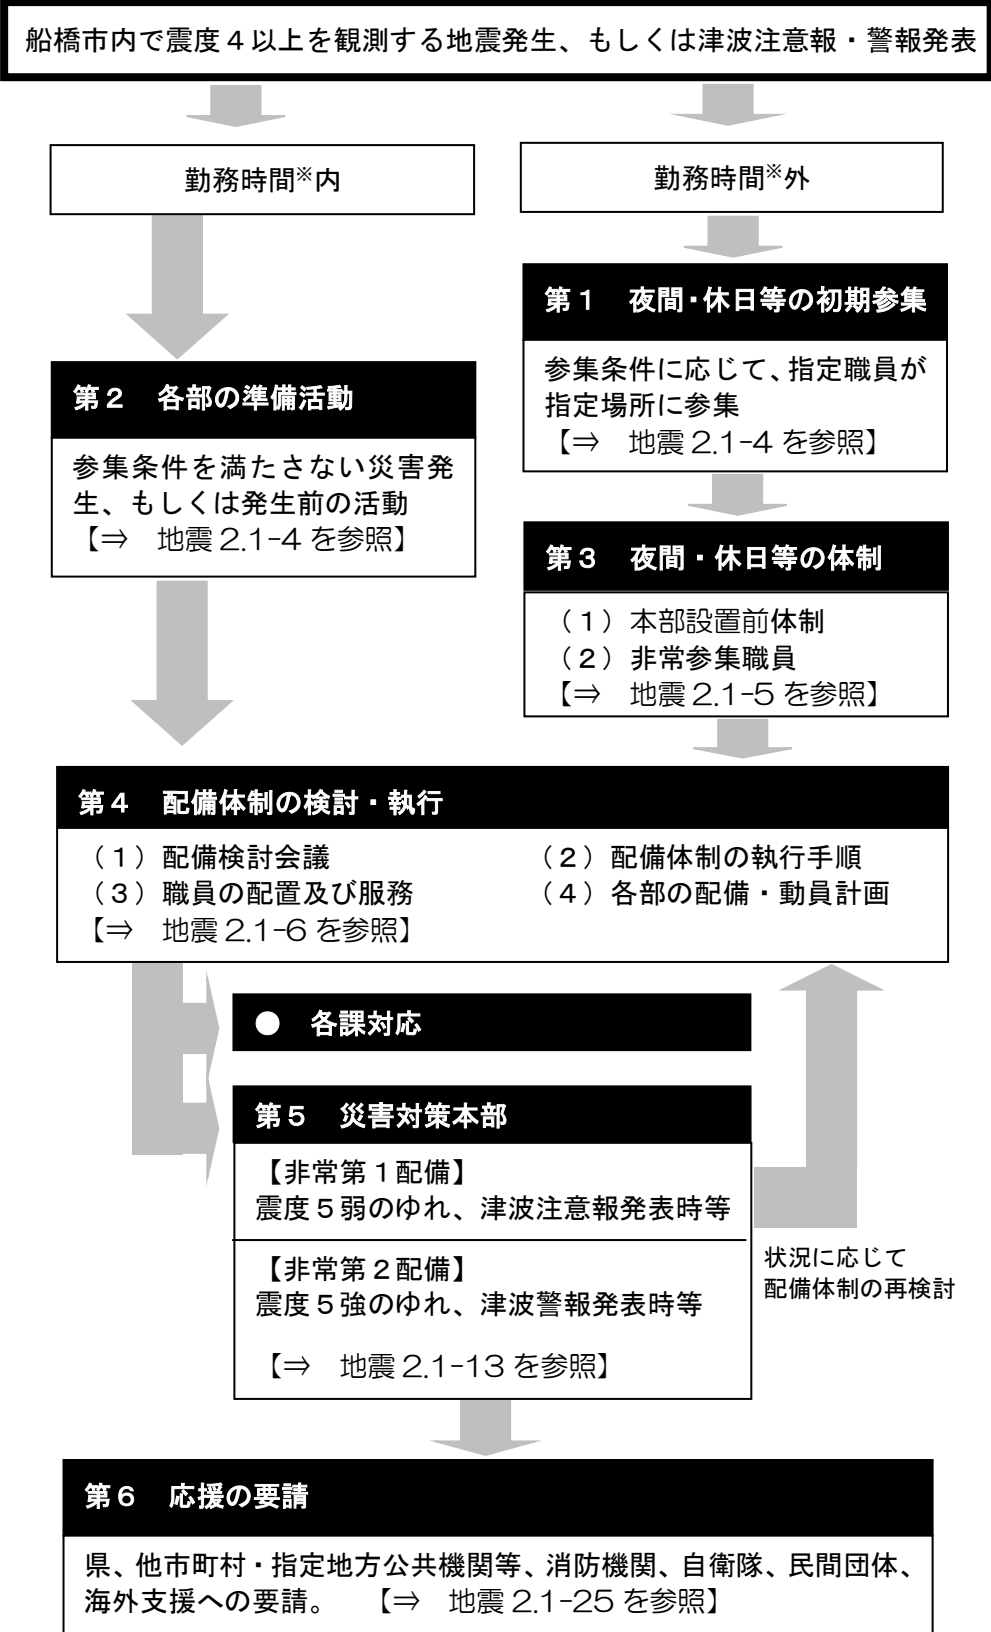 船橋市内で震度４以上を観測する地震発生、もしくは津波注意報・警報発表
勤務時間※内
勤務時間※外
第１　夜間・休日等の初期参集
参集条件に応じて、指定職員が
指定場所に参集
【⇒　地震 2.1-4 を参照】
第２　各部の準備活動
参集条件を満たさない災害発
生、もしくは発生前の活動
【⇒　地震 2.1-4 を参照】
第３　夜間・休日等の体制
（１）本部設置前体制
（２）非常参集職員
【⇒　地震 2.1-5 を参照】
第４　配備体制の検討・執行
（１）配備検討会議　　　　（２）配備体制の執行手順
（３）職員の配置及び服務　　　　（４）各部の配備・動員計画
【⇒　地震 2.1-6 を参照】
●　各課対応
第５　災害対策本部
【非常第１配備】
震度５弱のゆれ、津波注意報発表時等
【非常第２配備】
震度５強のゆれ、津波警報発表時等
【⇒　地震 2.1-13 を参照】
状況に応じて
配備体制の再検討
第６　応援の要請
県、他市町村・指定地方公共機関等、消防機関、自衛隊、民間団体、
海外支援への要請。　【⇒　地震 2.1-25 を参照】